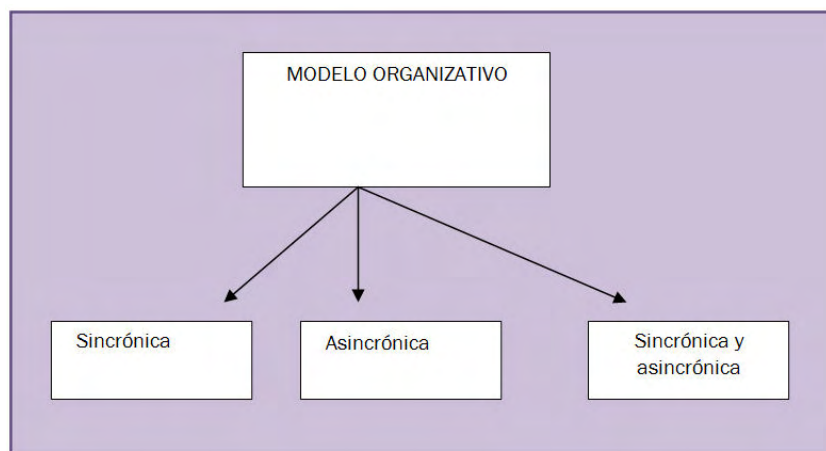 MODELO ORGANIZATIVO
Sincrónica
Asincrónica
Sincrónica y
asincrónica